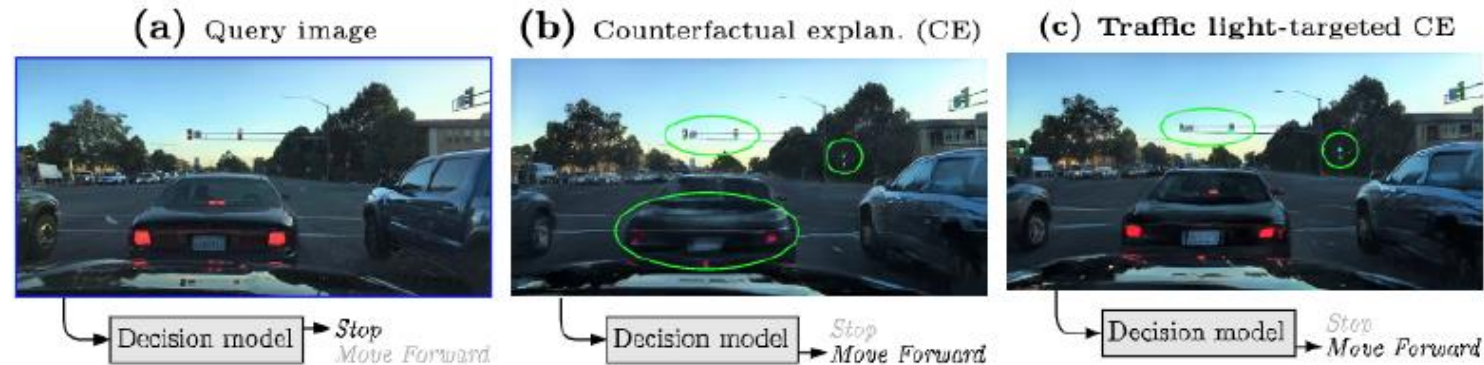 (a) Query image
Decision model
Stop
Move Forward
(b) Counterfactual explan. (CE)
Decision model
Stop
Move Forward
(c) Traffic light-targeted CE
Decision model
Stop
Move Forward